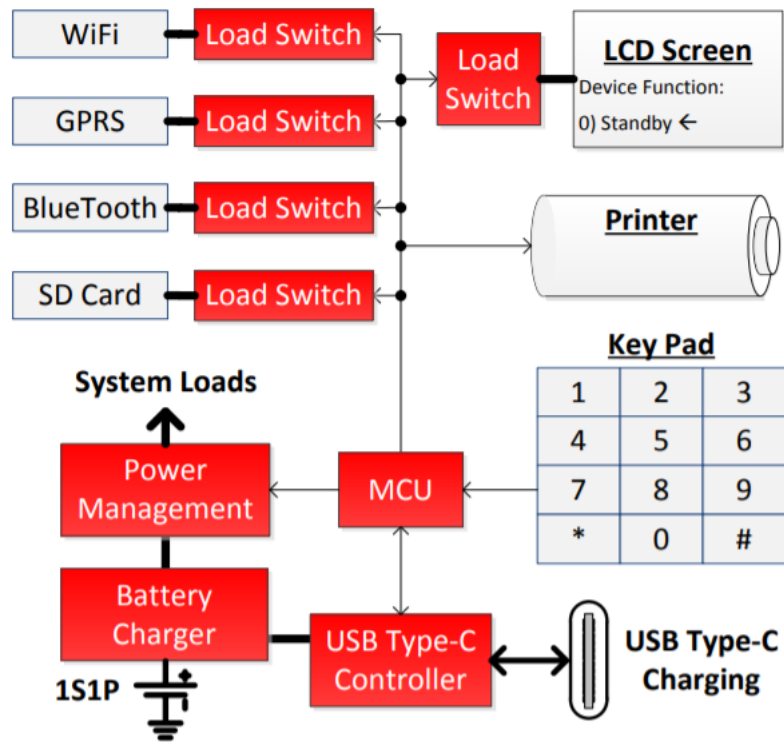 WiFi
Load Switch
GPRS
Load Switch
BlueTooth
Load Switch
SD Card
Load Switch
Load
Switch
LCD Screen
Device Function:
0) Standby ←
Printer
Key Pad
1 2 3
4 5 6
7 8 9
* 0 #
System Loads
Power
Management
MCU
Battery
Charger
USB Type-C
Controller
USB Type-C
Charging
1S1P
+